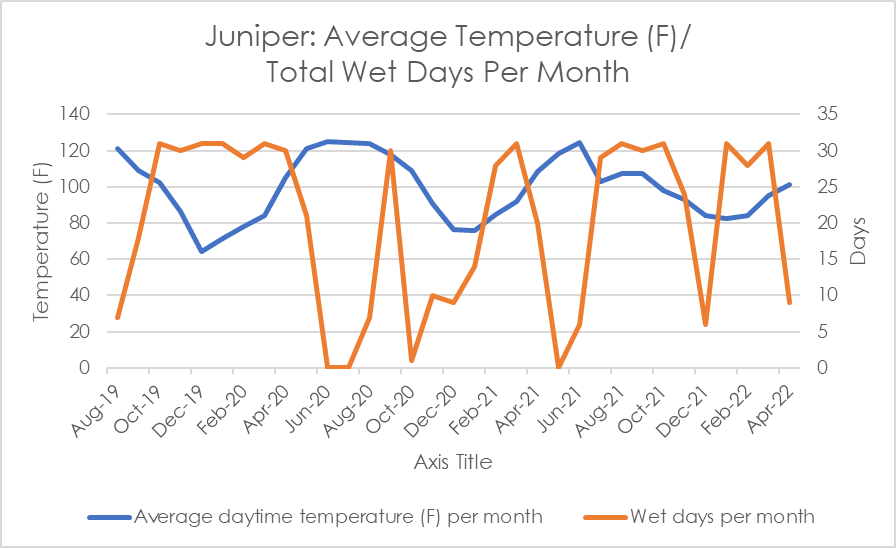 Juniper: Average Temperature (F)/
Total Wet Days Per Month
140
120
100
80
60
40
20
0
Temperature (F)
35
30
25
20
15
10
5
0
Days
Aug-19
Oct-19
Dec-19
Feb-20
Apr-20
Jun-20
Aug-20
Oct-20
Dec-20
Feb-21
Apr-21
Jun-21
Aug-21
Oct-21
Dec-21
Feb-22
Apr-22
Axis Title
Average daytime temperature (F) per month
Wet days per month